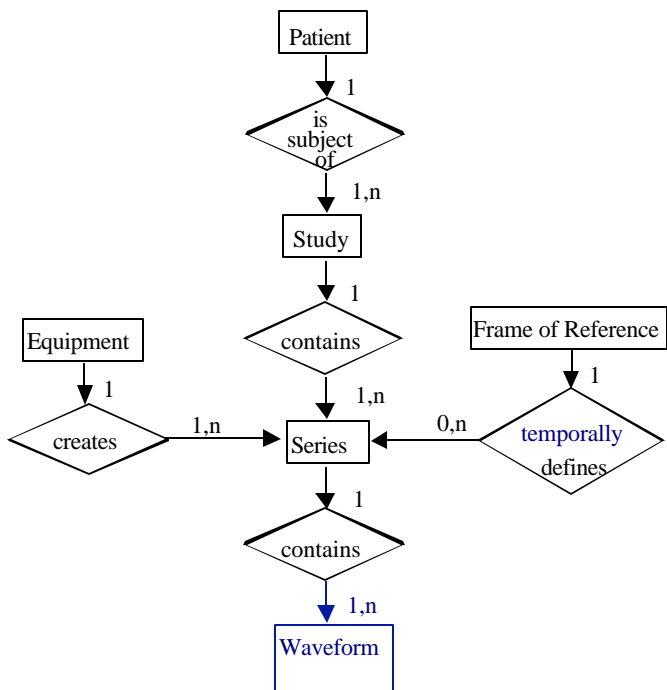 Patient
1
is
subject
of
1,n
Study
1
contains
1,n
Equipment
1
creates
1,n
Frame of Reference
1
temporally
defines
0,n
Series
1
contains
1,n
Waveform